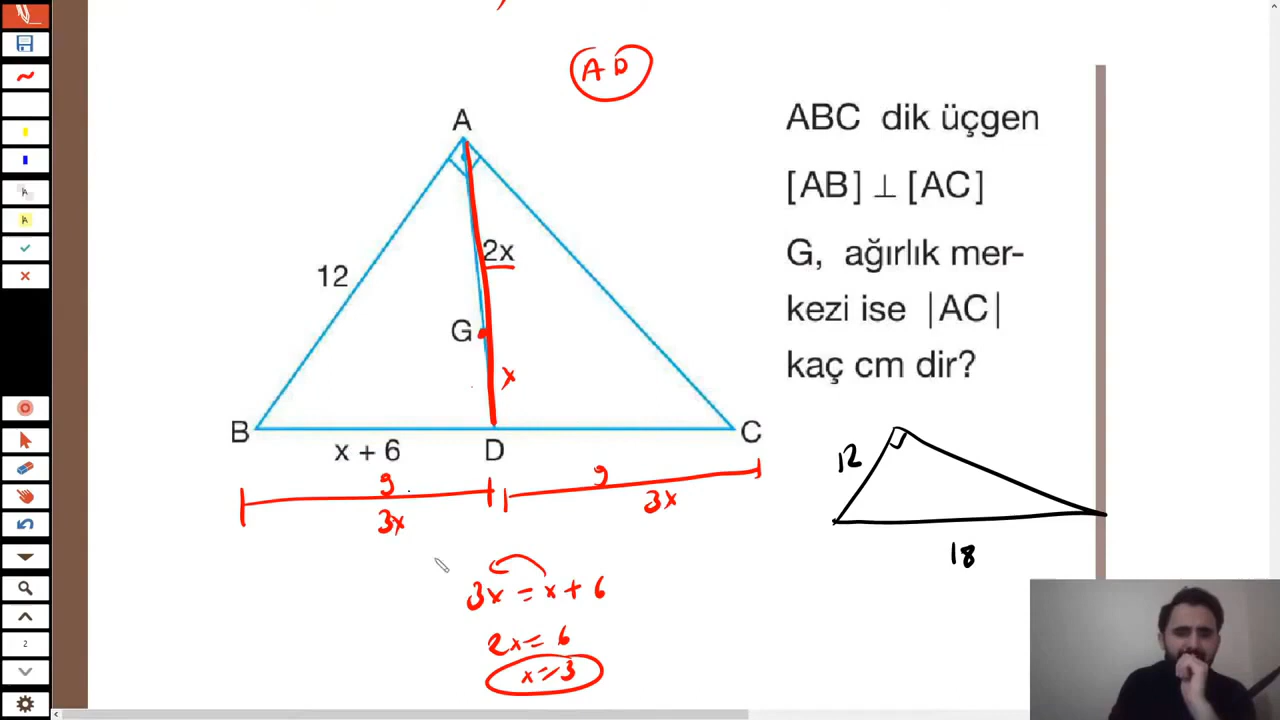 A D
A
ABC dik üçgen
[AB] ⊥ [AC]
2x
12
G, ağırlık mer-
G
kezi ise |AC|
x
kaç cm dir?
B
C
x + 6
D
12
9
9
3x
3x
18
3x = x + 6
2x = 6
x = 3
A
A
2